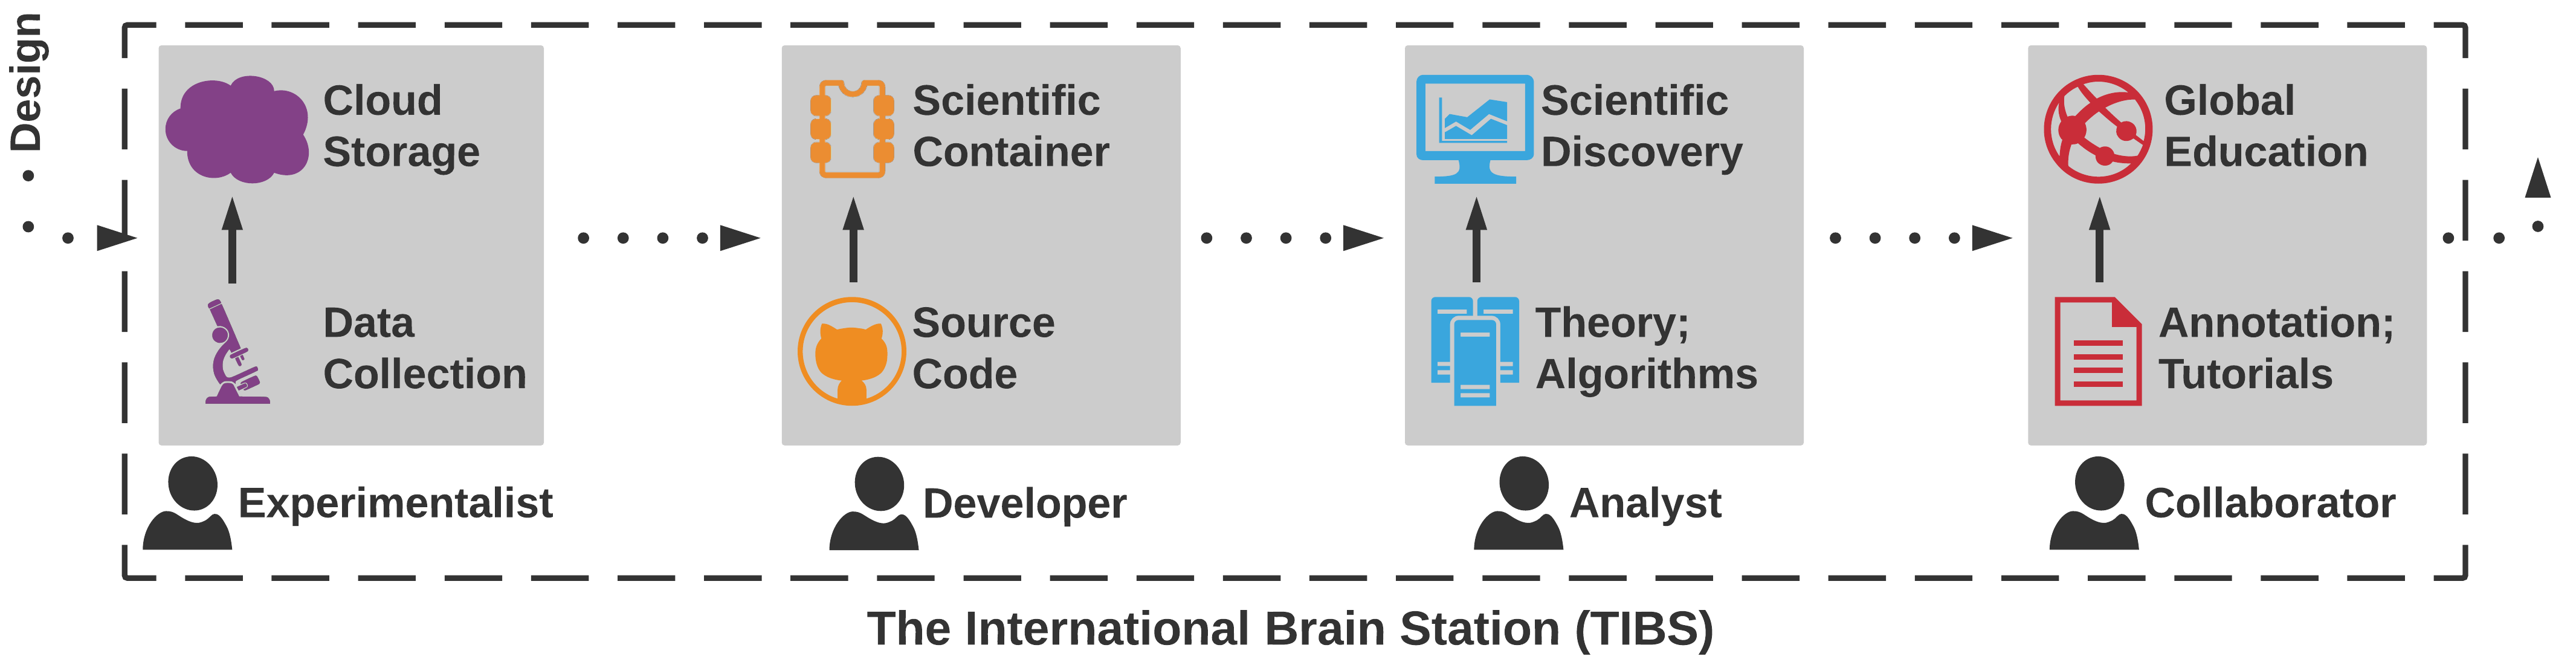 Design
Cloud
Storage
Data
Collection
Experimentalist
Scientific
Container
Source
Code
Developer
Scientific
Discovery
Theory;
Algorithms
Analyst
Global
Education
Annotation;
Tutorials
Collaborator
The International Brain Station (TIBS)